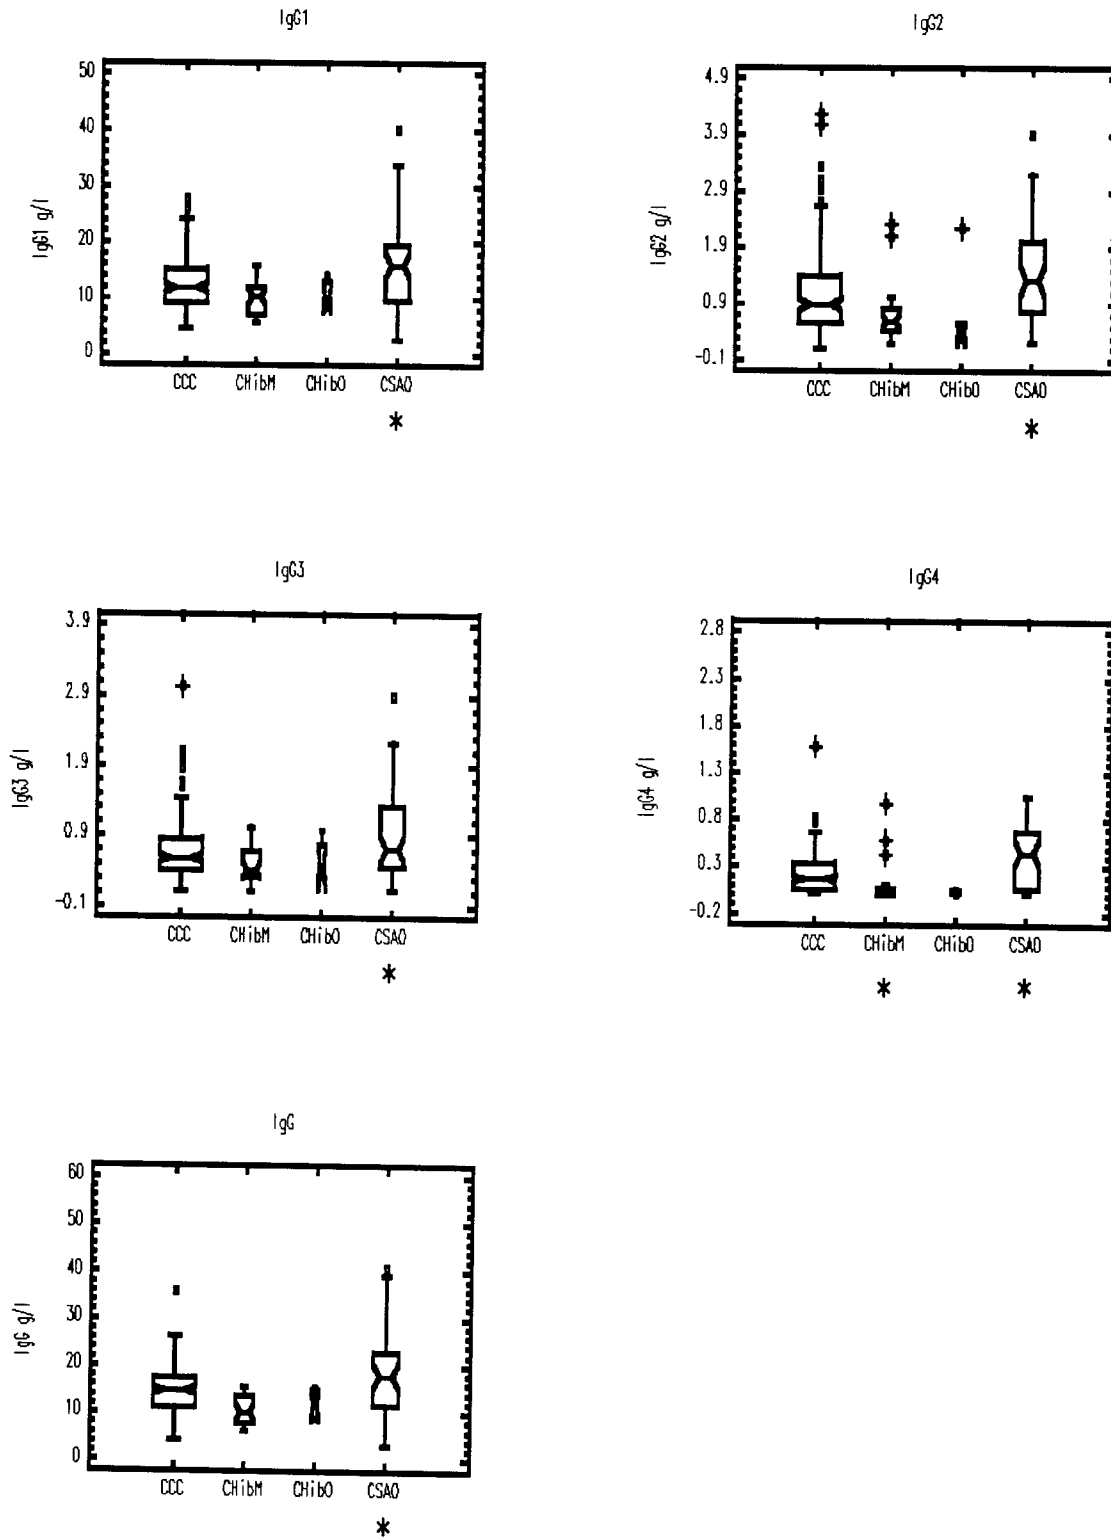 IgG1
50
40
30
20
10
0
IgG1 g/l
CCC CHibM CHibO CSAO
*
IgG2
4.9
3.9
2.9
1.9
0.9
-0.1
IgG2 g/l
CCC CHibM CHibO CSAO
*
IgG3
3.9
2.9
1.9
0.9
-0.1
IgG3 g/l
CCC CHibM CHibO CSAO
*
IgG4
2.8
2.3
1.8
1.3
0.8
0.3
-0.2
IgG4 g/l
CCC CHibM CHibO CSAO
* *
IgG
60
50
40
30
20
10
0
IgG g/l
CCC CHibM CHibO CSAO
*